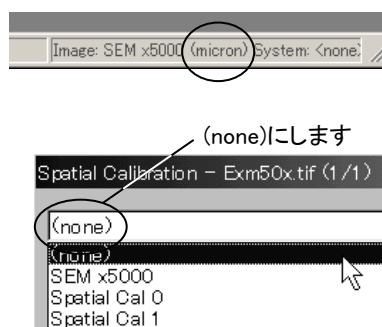 Image: SEM x5000 (micron) System: <none>
(none)にします
Spatial Calibration - Exm50x.tif (1/1)
(none)
(none)
SEM x5000
Spatial Cal 0
Spatial Cal 1